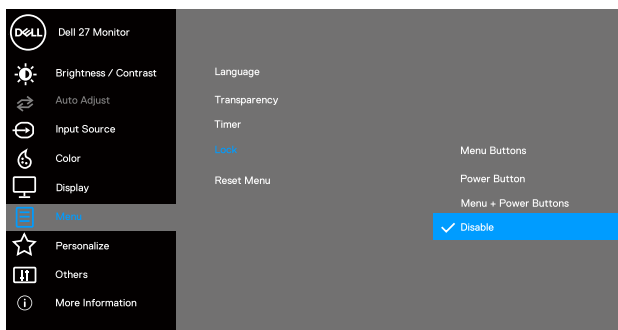 DELL
Dell 27 Monitor
Brightness / Contrast
Auto Adjust
Input Source
Color
Display
Menu
Personalize
Others
More Information
Language
Transparency
Timer
Lock
Reset Menu
Menu Buttons
Power Button
Menu + Power Buttons
Disable